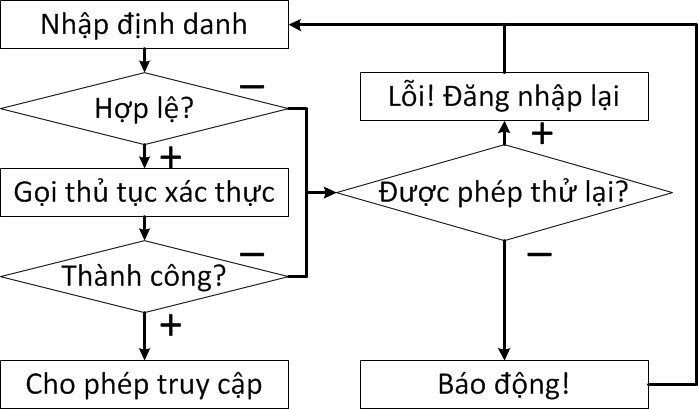 Nhập định danh
Hợp lệ?
−
+
Gọi thủ tục xác thực
Thành công?
−
+
Cho phép truy cập
Lỗi! Đăng nhập lại
+
Được phép thử lại?
−
Báo động!